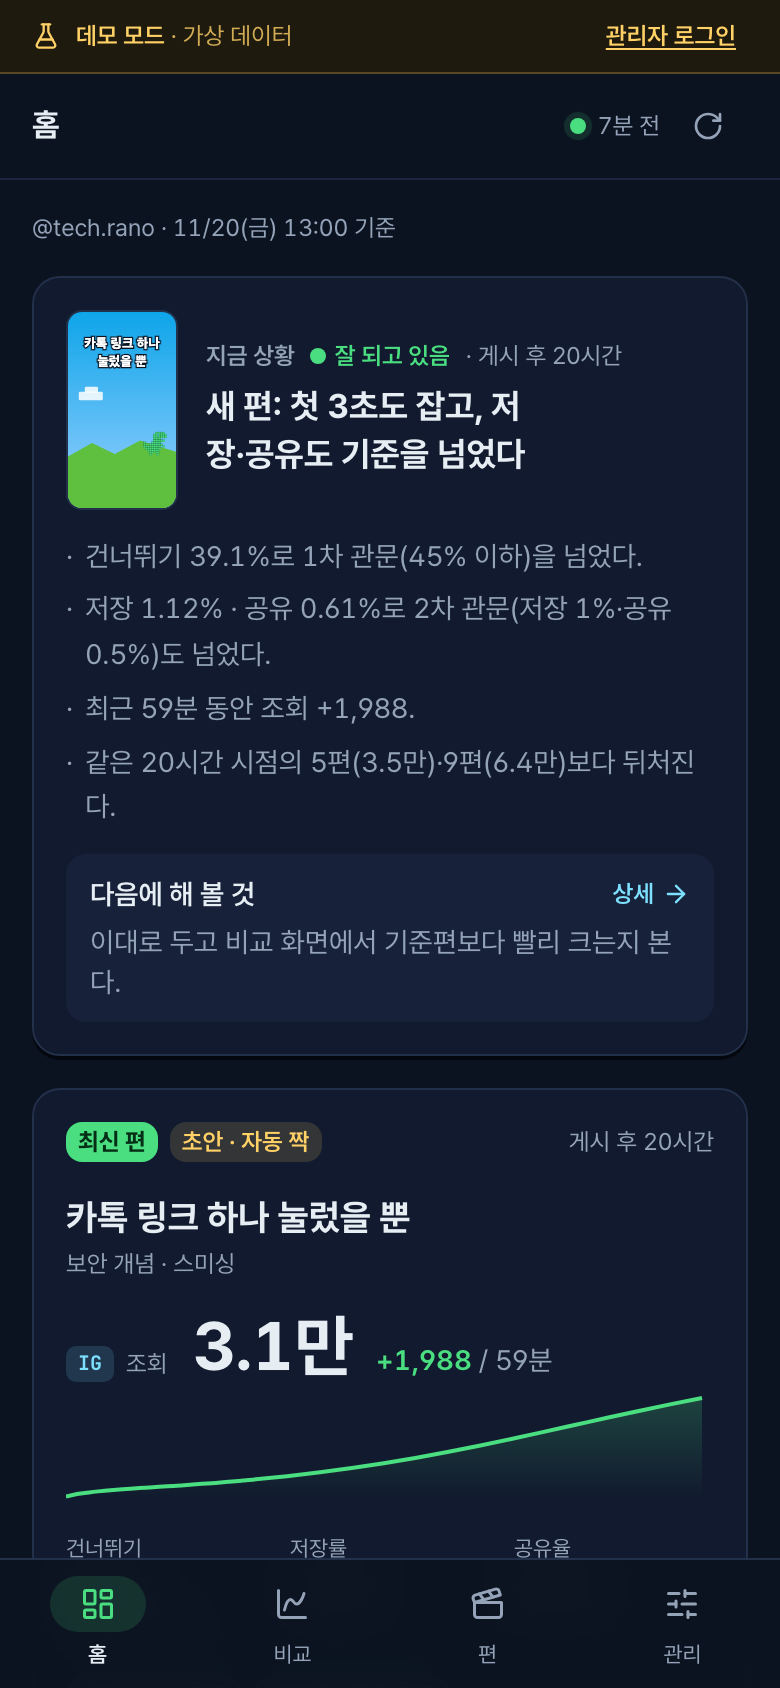 데모 모드 · 가상 데이터
관리자 로그인
홈
7분 전
@tech.rano · 11/20(금) 13:00 기준
카톡 링크 하나
눌렀을 뿐
지금 상황 잘 되고 있음 · 게시 후 20시간
새 편: 첫 3초도 잡고, 저
장·공유도 기준을 넘었다
· 건너뛰기 39.1%로 1차 관문(45% 이하)을 넘었다.
· 저장 1.12% · 공유 0.61%로 2차 관문(저장 1%·공유
0.5%)도 넘었다.
· 최근 59분 동안 조회 +1,988.
· 같은 20시간 시점의 5편(3.5만)·9편(6.4만)보다 뒤처진
다.
다음에 해 볼 것
상세 →
이대로 두고 비교 화면에서 기준편보다 빨리 크는지 본
다.
최신 편
초안 · 자동 짝
게시 후 20시간
카톡 링크 하나 눌렀을 뿐
보안 개념 · 스미싱
IG 조회 3.1만 +1,988 / 59분
건너뛰기 저장률 공유율
홈 비교 편 관리